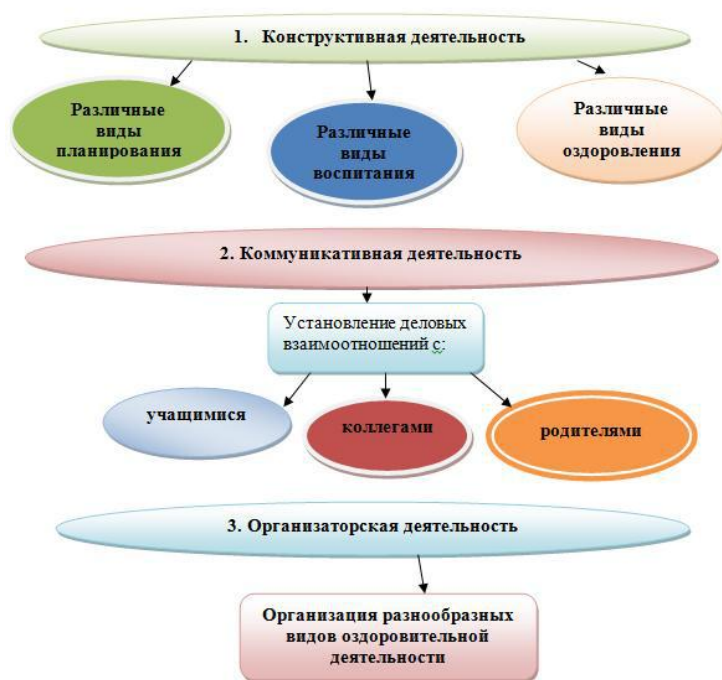 1. Конструктивная деятельность
Различные
виды
планирования
Различные
виды
воспитания
Различные
виды
оздоровления
2. Коммуникативная деятельность
Установление деловых
взаимоотношений с:
учащимися
коллегами
родителями
3. Организаторская деятельность
Организация разнообразных
видов оздоровительной
деятельности